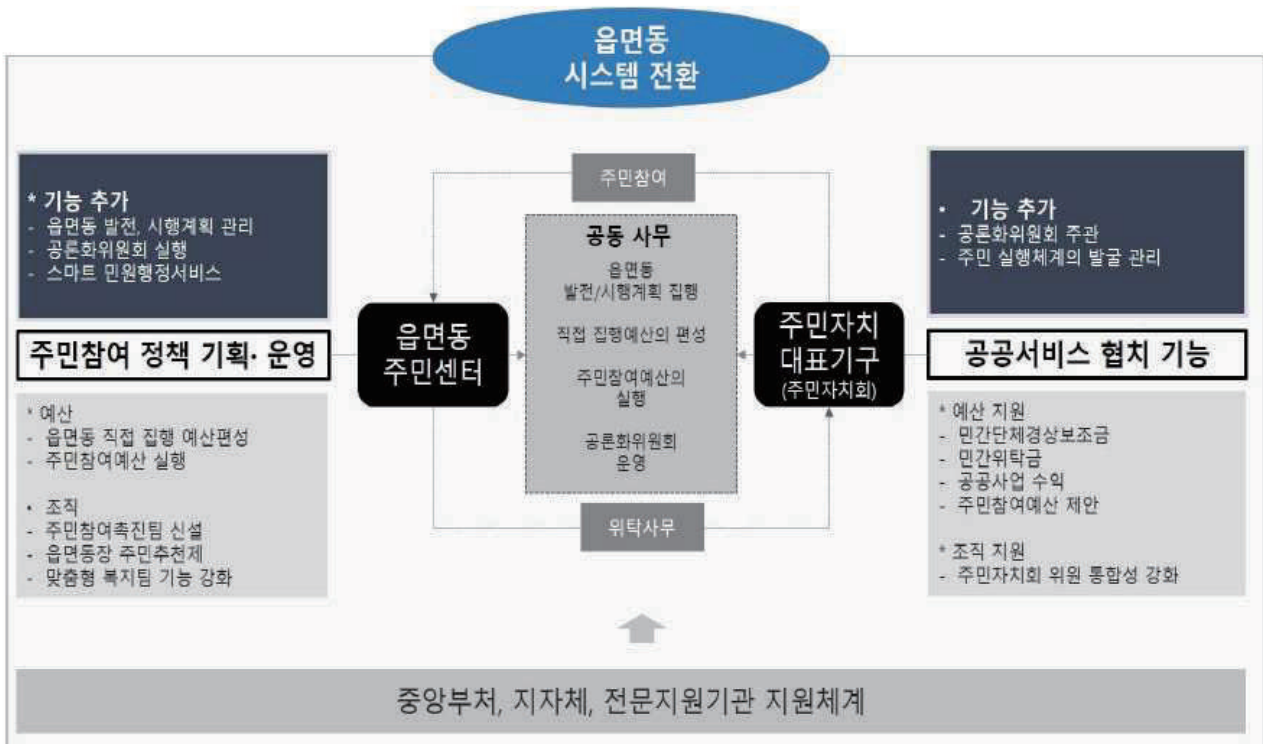 읍면동
시스템 전환
* 기능 추가
- 읍면동 발전, 시행계획 관리
- 공론화위원회 실행
- 스마트 민원행정서비스
주민참여 정책 기획· 운영
* 예산
- 읍면동 직접 집행 예산편성
- 주민참여예산 실행
• 조직
- 주민참여촉진팀 신설
- 읍면동장 주민추천제
- 맞춤형 복지팀 기능 강화
주민참여
읍면동
주민센터
공동 사무
읍면동
발전/시행계획 집행
직접 집행예산의 편성
주민참여예산의
실행
공론화위원회
운영
위탁사무
주민자치
대표기구
(주민자치회)
• 기능 추가
- 공론화위원회 주관
- 주민 실행체계의 발굴 관리
공공서비스 협치 기능
* 예산 지원
- 민간단체경상보조금
- 민간위탁금
- 공공사업 수익
- 주민참여예산 제안
* 조직 지원
- 주민자치회 위원 통합성 강화
중앙부처, 지자체, 전문지원기관 지원체계